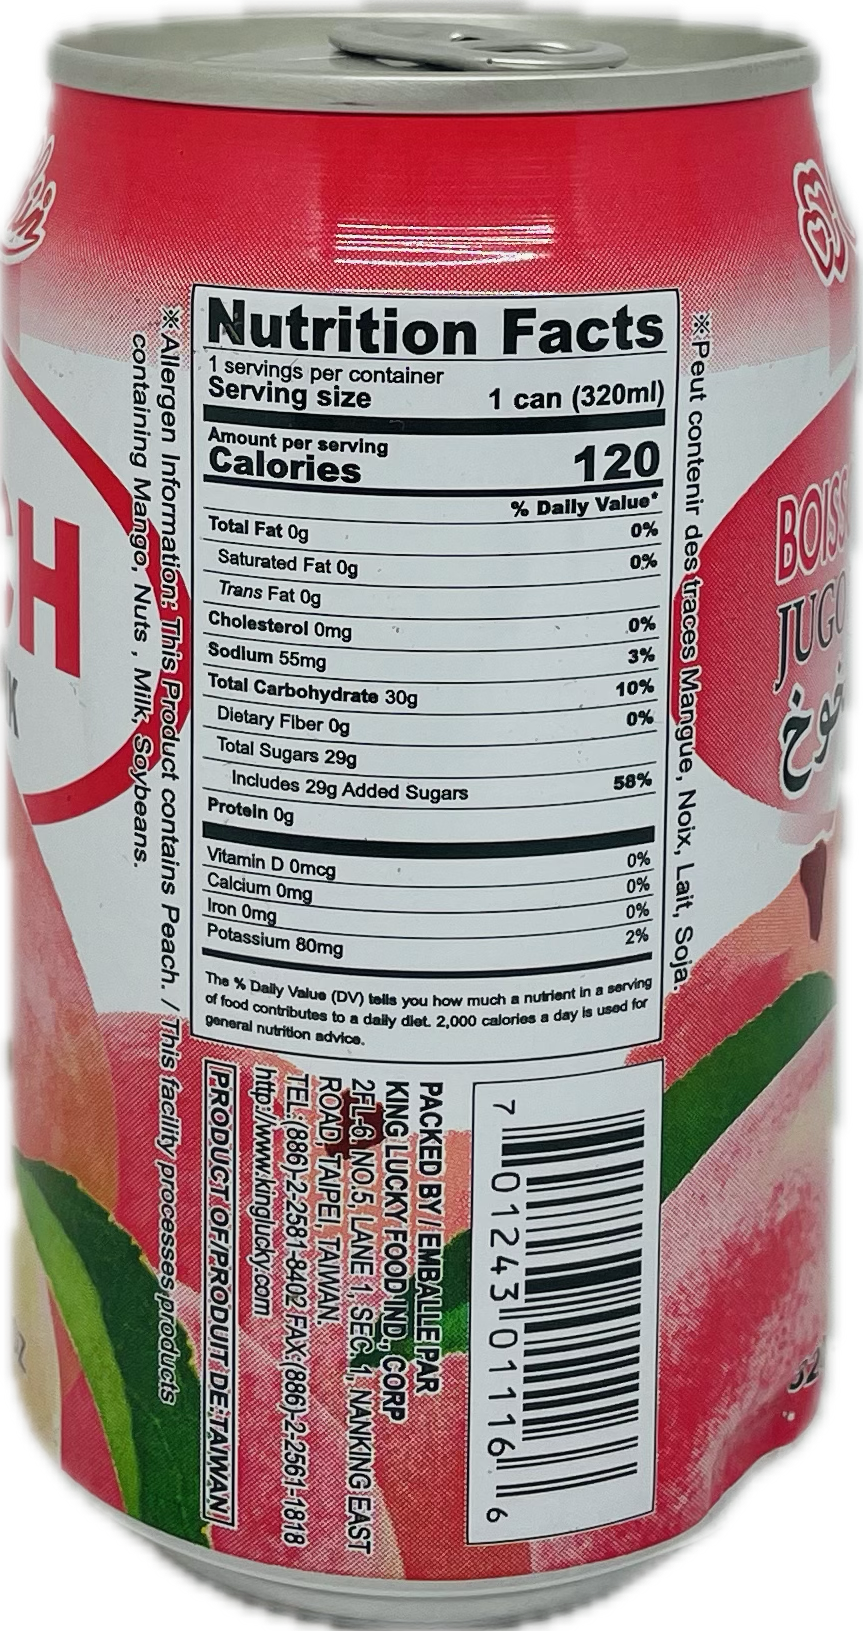 Nutrition Facts
1 servings per container
Serving size 1 can (320ml)
Amount per serving
Calories 120
% Daily Value*
Total Fat 0g 0%
Saturated Fat 0g 0%
Trans Fat 0g
Cholesterol 0mg 0%
Sodium 55mg 3%
Total Carbohydrate 30g 10%
Dietary Fiber 0g 0%
Total Sugars 29g
Includes 29g Added Sugars 58%
Protein 0g
Vitamin D 0mcg 0%
Calcium 0mg 0%
Iron 0mg 0%
Potassium 80mg 2%
The % Daily Value (DV) tells you how much a nutrient in a serving
of food contributes to a daily diet. 2,000 calories a day is used for
general nutrition advice.
※Allergen Information: This Product contains Peach. / This facility processes products
containing Mango, Nuts , Milk, Soybeans.
※Peut contenir des traces Mangue, Noix, Lait, Soja.
PACKED BY / EMBALLE PAR
KING LUCKY FOOD IND., CORP
2FL-6, NO.5, LANE 1, SEC. 1, NANKING EAST
ROAD, TAIPEI, TAIWAN.
TEL:(886)-2-2581-8402 FAX:(886)-2-2561-1818
http://www.kinglucky.com
PRODUCT OF/PRODUIT DE:TAIWAN
7 01243 01116 6
CH
BOISS
JUGO
خوخ